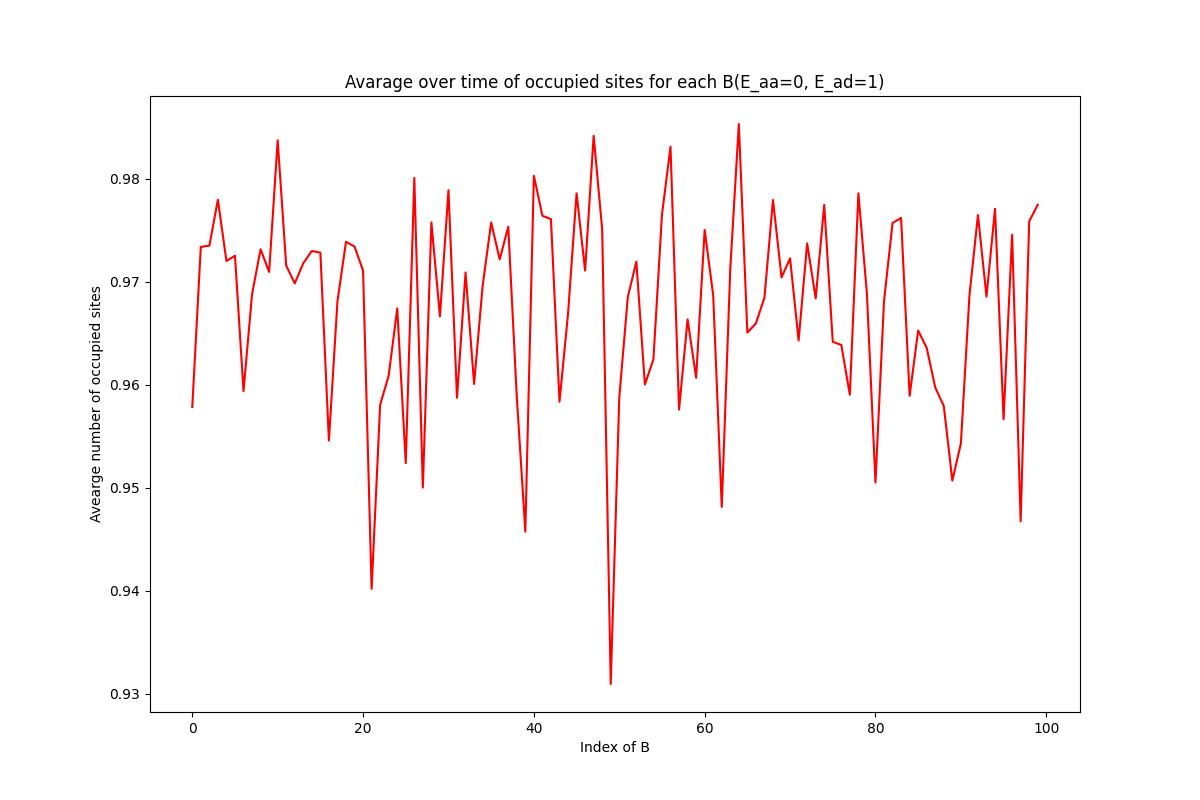 Avarage over time of occupied sites for each B(E_aa=0, E_ad=1)
Avearge number of occupied sites
0.98
0.97
0.96
0.95
0.94
0.93
0 20 40 60 80 100
Index of B